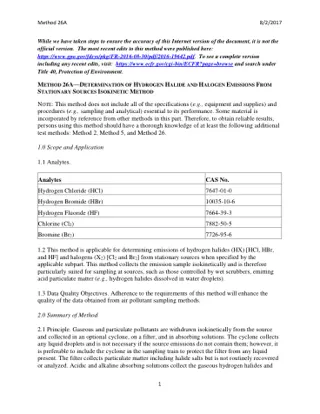 Method 26A 8/2/2017
While we have taken steps to ensure the accuracy of this Internet version of the document, it is not the
official version. The most recent edits in this method were published here:
https://www.gpo.gov/fdsys/pkg/FR-2016-08-30/pdf/2016-19642.pdf To see a complete version
including any recent edits, visit: https://www.ecfr.gov/cgi-bin/ECFR?page=browse and search under
Title 40, Protection of Environment.
METHOD 26A—DETERMINATION OF HYDROGEN HALIDE AND HALOGEN EMISSIONS FROM
STATIONARY SOURCES ISOKINETIC METHOD
NOTE: This method does not include all of the specifications (e.g., equipment and supplies) and
procedures (e.g., sampling and analytical) essential to its performance. Some material is
incorporated by reference from other methods in this part. Therefore, to obtain reliable results,
persons using this method should have a thorough knowledge of at least the following additional
test methods: Method 2, Method 5, and Method 26.
1.0 Scope and Application
1.1 Analytes.
Analytes CAS No.
Hydrogen Chloride (HCl) 7647-01-0
Hydrogen Bromide (HBr) 10035-10-6
Hydrogen Fluoride (HF) 7664-39-3
Chlorine (Cl2) 7882-50-5
Bromine (Br2) 7726-95-6
1.2 This method is applicable for determining emissions of hydrogen halides (HX) [HCl, HBr,
and HF] and halogens (X2) [Cl2 and Br2] from stationary sources when specified by the
applicable subpart. This method collects the emission sample isokinetically and is therefore
particularly suited for sampling at sources, such as those controlled by wet scrubbers, emitting
acid particulate matter (e.g., hydrogen halides dissolved in water droplets).
1.3 Data Quality Objectives. Adherence to the requirements of this method will enhance the
quality of the data obtained from air pollutant sampling methods.
2.0 Summary of Method
2.1 Principle. Gaseous and particulate pollutants are withdrawn isokinetically from the source
and collected in an optional cyclone, on a filter, and in absorbing solutions. The cyclone collects
any liquid droplets and is not necessary if the source emissions do not contain them; however, it
is preferable to include the cyclone in the sampling train to protect the filter from any liquid
present. The filter collects particulate matter including halide salts but is not routinely recovered
or analyzed. Acidic and alkaline absorbing solutions collect the gaseous hydrogen halides and
1